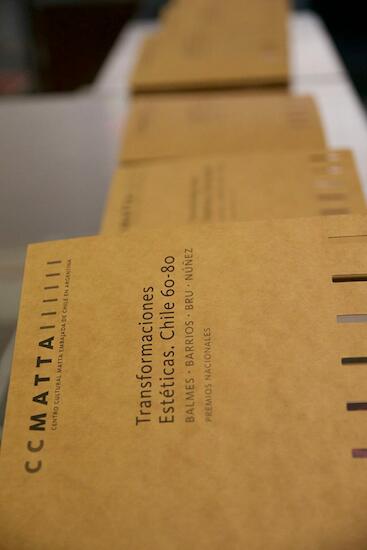 CCMATTA
CENTRO CULTURAL MATTA EMBAJADA DE CHILE EN ARGENTINA
Transformaciones
Estéticas. Chile 60-80
BALMES · BARRIOS · BRU · NÚÑEZ
PREMIOS NACIONALES